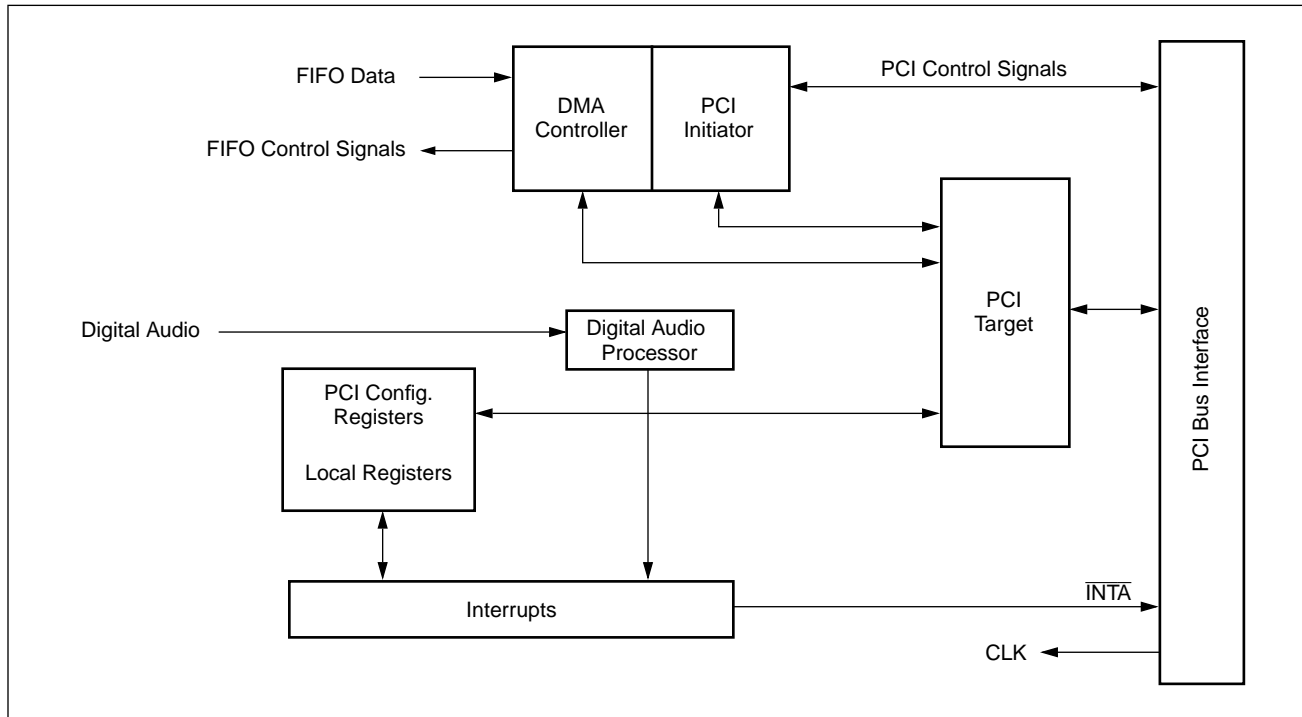 FIFO Data
FIFO Control Signals
DMA
Controller
PCI
Initiator
PCI Control Signals
PCI
Target
PCI Bus Interface
Digital Audio
Digital Audio
Processor
PCI Config.
Registers
Local Registers
Interrupts
INTA
CLK